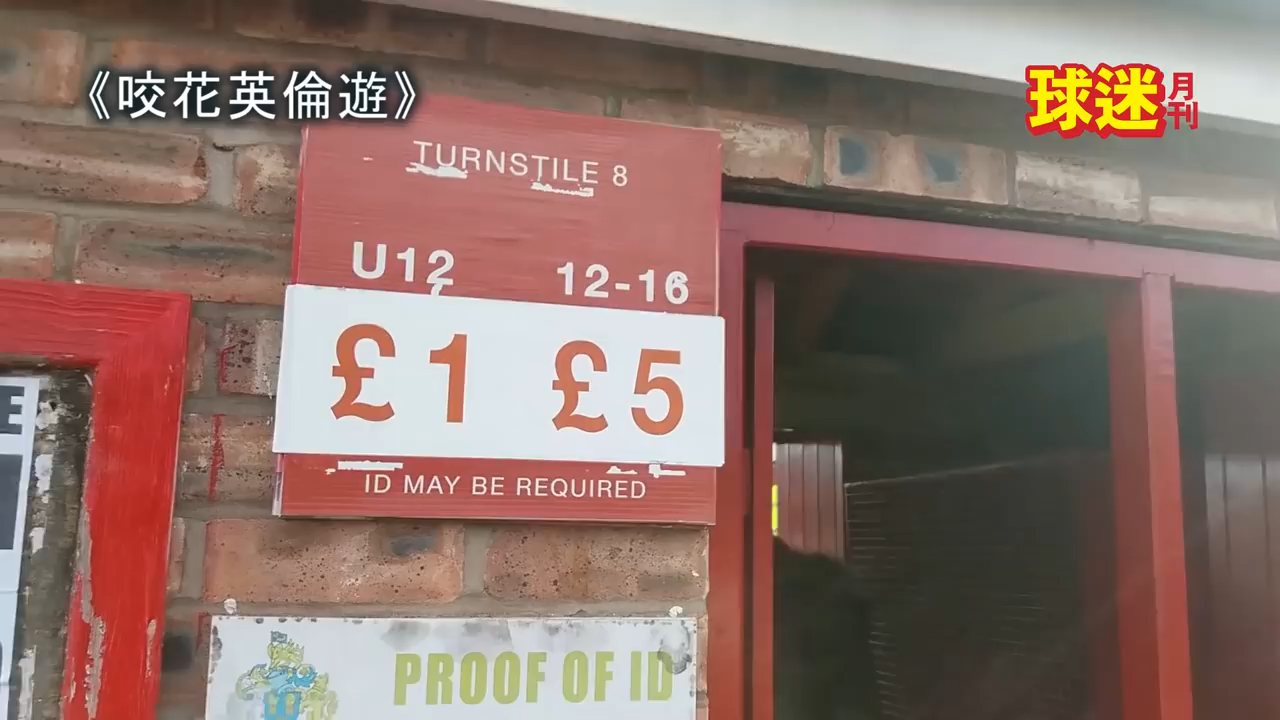 《咬花英倫遊》
球迷月刊
TURNSTILE 8
U12 12-16
£1 £5
ID MAY BE REQUIRED
E
PROOF OF ID